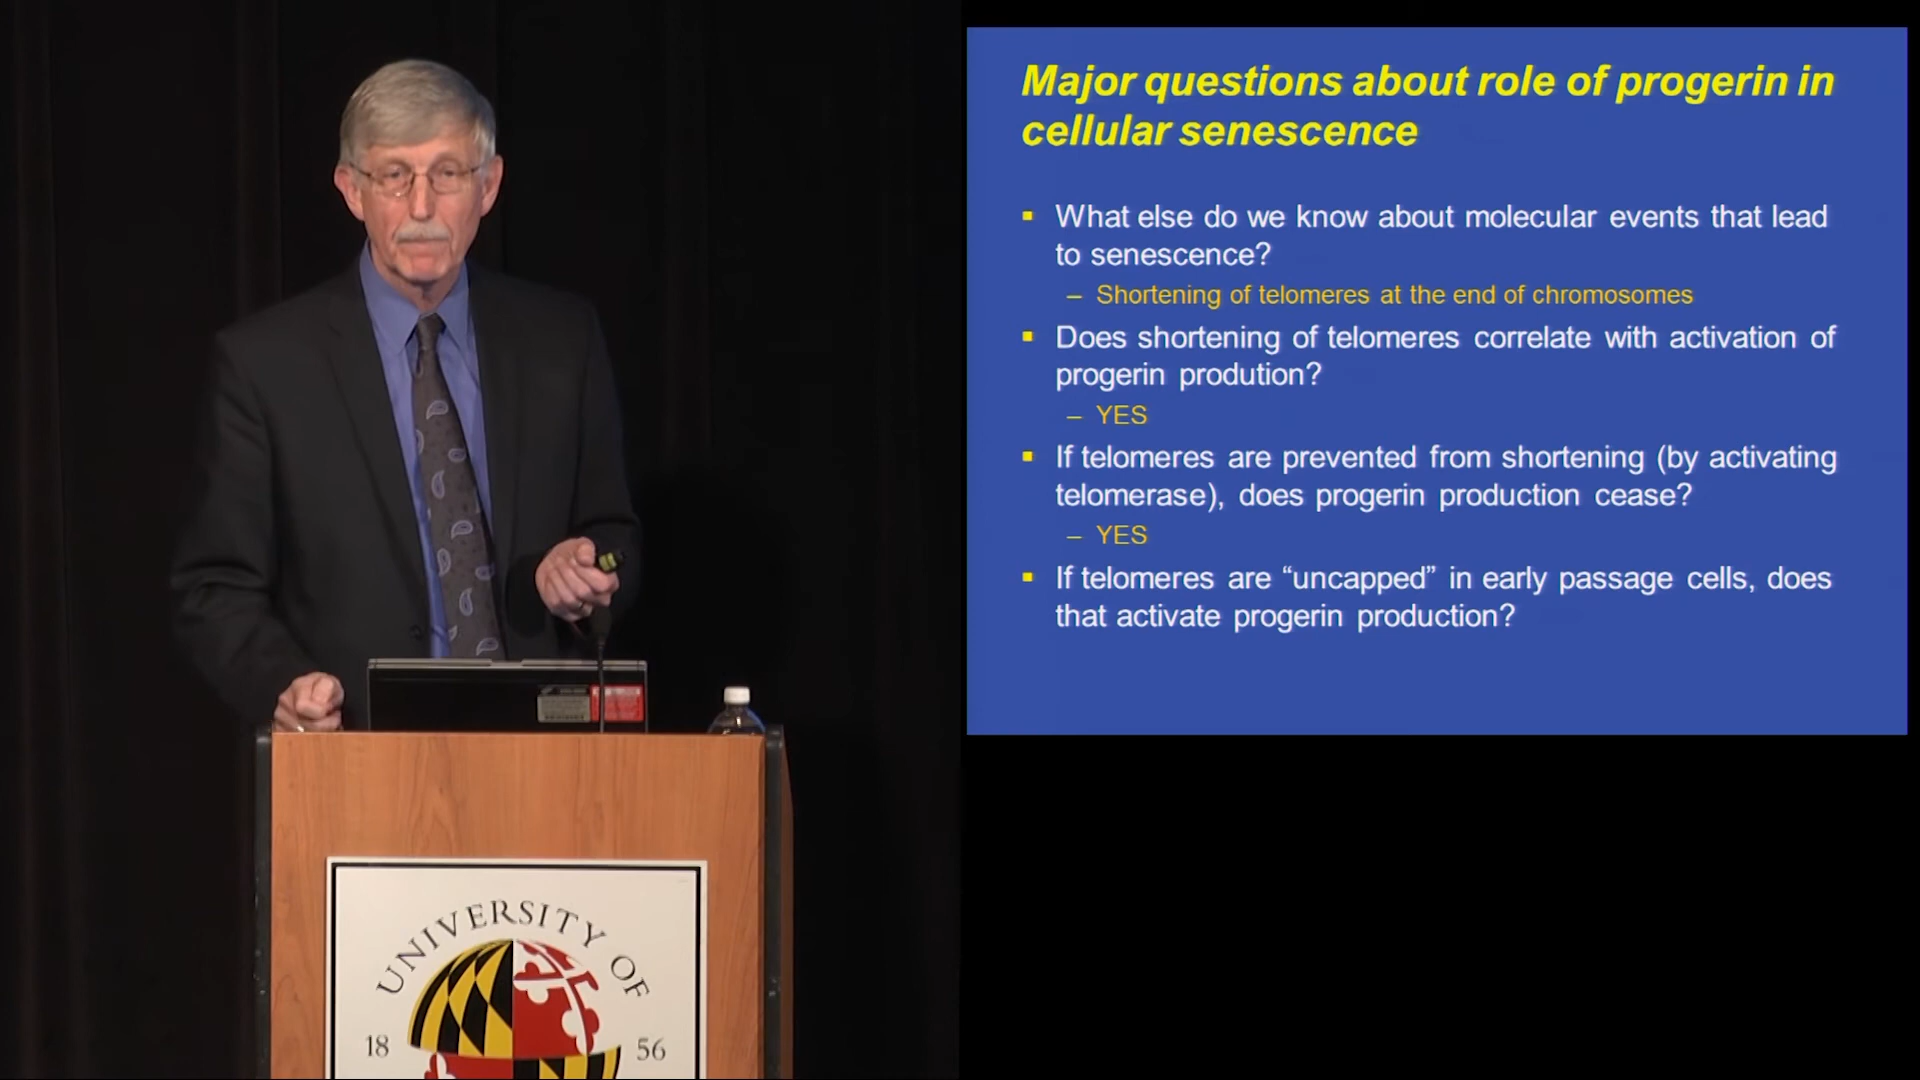 Major questions about role of progerin in
cellular senescence
▪ What else do we know about molecular events that lead
to senescence?
– Shortening of telomeres at the end of chromosomes
▪ Does shortening of telomeres correlate with activation of
progerin prodution?
– YES
▪ If telomeres are prevented from shortening (by activating
telomerase), does progerin production cease?
– YES
▪ If telomeres are “uncapped” in early passage cells, does
that activate progerin production?
UNIVERSITY OF
18 56